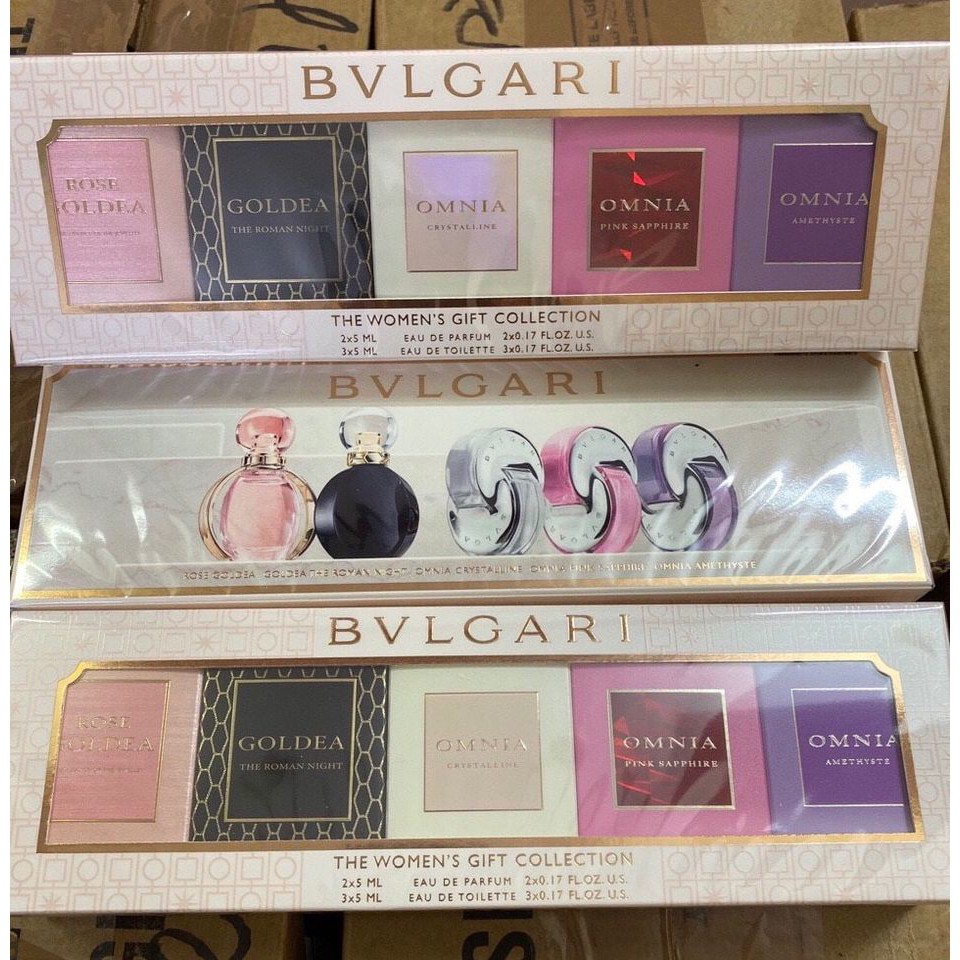 BVLGARI
ROSE
GOLDEA
GOLDEA
THE ROMAN NIGHT
OMNIA
CRYSTALLINE
OMNIA
PINK SAPPHIRE
OMNIA
AMETHYSTE
THE WOMEN'S GIFT COLLECTION
2x5 ML EAU DE PARFUM 2x0.17 FL.OZ. U.S.
3x5 ML EAU DE TOILETTE 3x0.17 FL.OZ. U.S.
BVLGARI
BVLGARI
BVLGARI
BVLGARI
ROSE GOLDEA GOLDEA THE ROMAN NIGHT OMNIA CRYSTALLINE OMNIA PINK SAPPHIRE OMNIA AMETHYSTE
BVLGARI
ROSE
GOLDEA
GOLDEA
THE ROMAN NIGHT
OMNIA
CRYSTALLINE
OMNIA
PINK SAPPHIRE
OMNIA
AMETHYSTE
THE WOMEN'S GIFT COLLECTION
2x5 ML EAU DE PARFUM 2x0.17 FL.OZ. U.S.
3x5 ML EAU DE TOILETTE 3x0.17 FL.OZ. U.S.